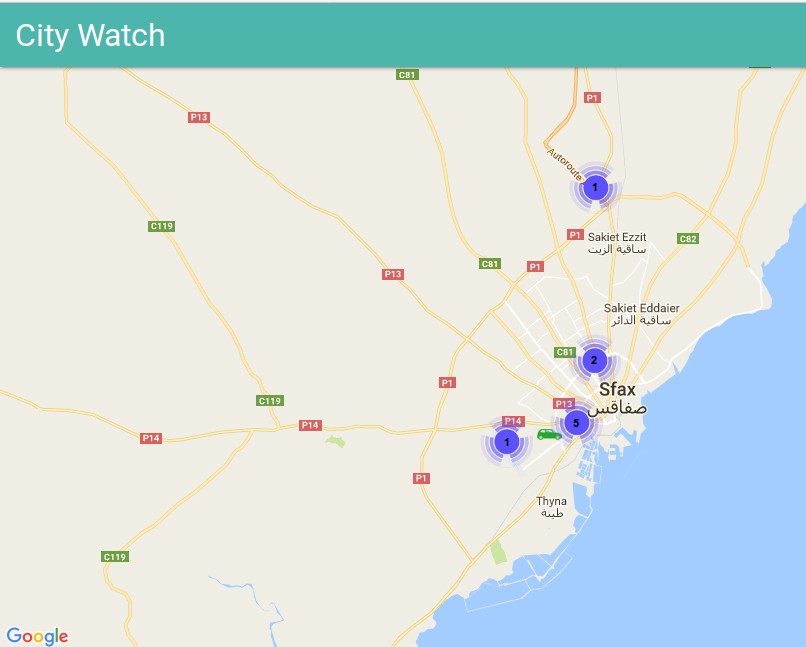 City Watch
C81
P1
P13
Autoroute
1
C119
P1
Sakiet Ezzit
ساقية الزيت
C82
C81
P1
P13
Sakiet Eddaier
ساقية الدائر
C81
2
P1
Sfax
صفاقس
C119
P13
P14
5
P14
P14
1
P1
Thyna
طينة
C119
Google